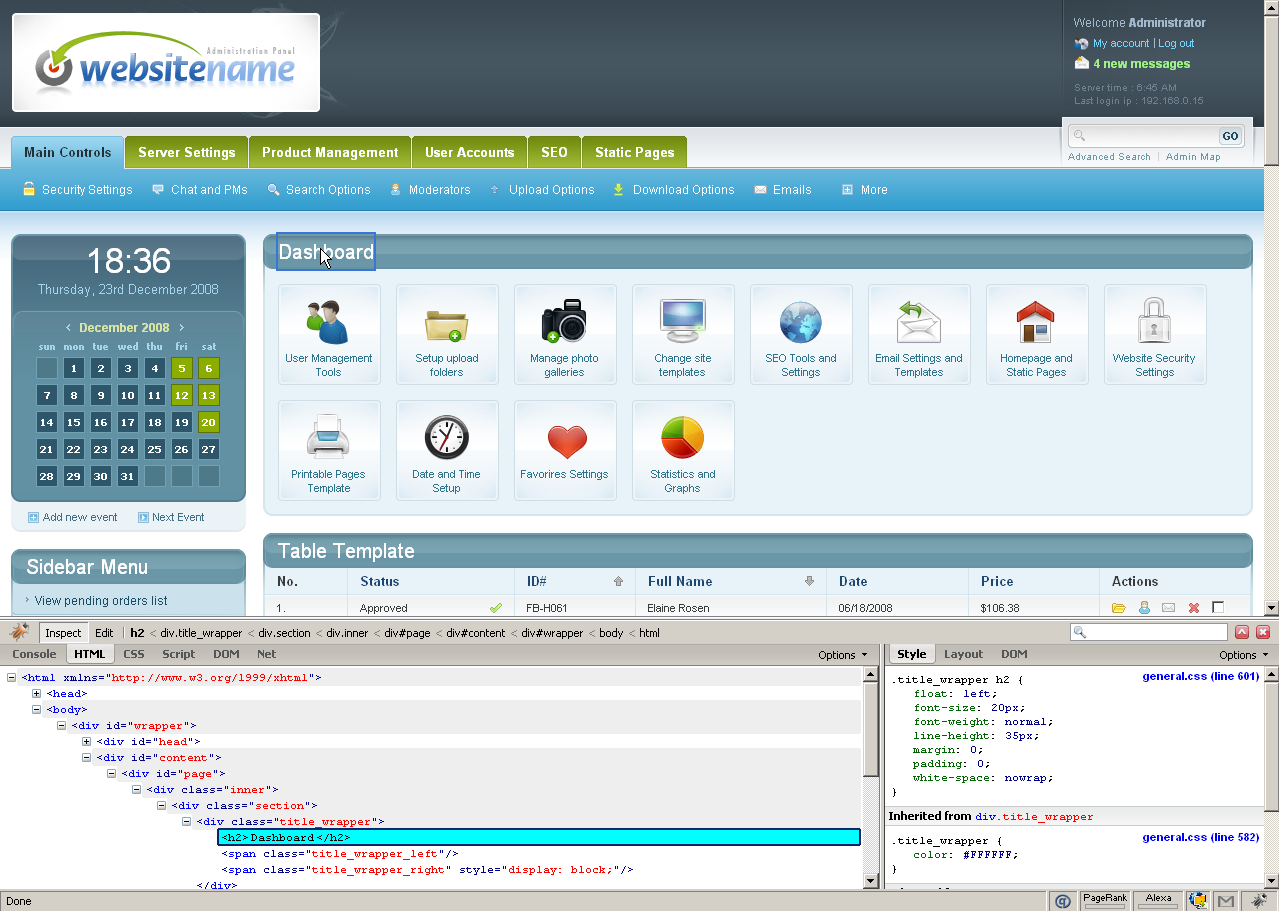 Administration Panel
websitename
Welcome Administrator
My account | Log out
4 new messages
Server time : 6:45 AM
Last login ip : 192.168.0.15
Main Controls Server Settings Product Management User Accounts SEO Static Pages
GO
Advanced Search | Admin Map
Security Settings Chat and PMs Search Options Moderators Upload Options Download Options Emails More
18:36
Thursday, 23rd December 2008
< December 2008 >
sun mon tue wed thu fri sat
1 2 3 4 5 6
7 8 9 10 11 12 13
14 15 16 17 18 19 20
21 22 23 24 25 26 27
28 29 30 31
Add new event Next Event
Sidebar Menu
View pending orders list
Dashboard
User Management
Tools
Setup upload
folders
Manage photo
galleries
Change site
templates
SEO Tools and
Settings
Email Settings and
Templates
Homepage and
Static Pages
Website Security
Settings
Printable Pages
Template
Date and Time
Setup
Favorires Settings
Statistics and
Graphs
Table Template
No. Status ID# Full Name Date Price Actions
1. Approved FB-H061 Elaine Rosen 06/18/2008 $106.38
Inspect Edit h2 < div.title_wrapper < div.section < div.inner < div#page < div#content < div#wrapper < body < html
Console HTML CSS Script DOM Net Options
<html xmlns="http://www.w3.org/1999/xhtml">
<head>
<body>
<div id="wrapper">
<div id="head">
<div id="content">
<div id="page">
<div class="inner">
<div class="section">
<div class="title_wrapper">
<h2>Dashboard</h2>
<span class="title_wrapper_left"/>
<span class="title_wrapper_right" style="display: block;"/>
</div>
Style Layout DOM Options
.title_wrapper h2 { general.css (line 601)
float: left;
font-size: 20px;
font-weight: normal;
line-height: 35px;
margin: 0;
padding: 0;
white-space: nowrap;
}
Inherited from div.title_wrapper
.title_wrapper { general.css (line 582)
color: #FFFFFF;
}
Done PageRank Alexa